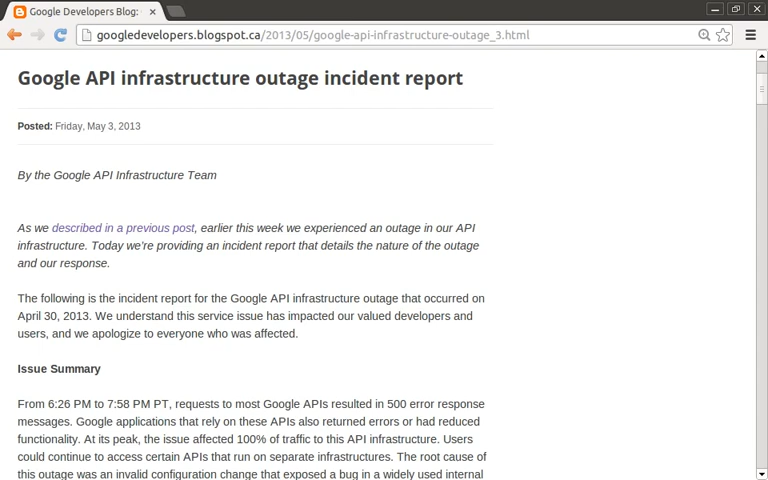 Google Developers Blog:
googledevelopers.blogspot.ca/2013/05/google-api-infrastructure-outage_3.html
Google API infrastructure outage incident report
Posted: Friday, May 3, 2013
By the Google API Infrastructure Team
As we described in a previous post, earlier this week we experienced an outage in our API
infrastructure. Today we're providing an incident report that details the nature of the outage
and our response.
The following is the incident report for the Google API infrastructure outage that occurred on
April 30, 2013. We understand this service issue has impacted our valued developers and
users, and we apologize to everyone who was affected.
Issue Summary
From 6:26 PM to 7:58 PM PT, requests to most Google APIs resulted in 500 error response
messages. Google applications that rely on these APIs also returned errors or had reduced
functionality. At its peak, the issue affected 100% of traffic to this API infrastructure. Users
could continue to access certain APIs that run on separate infrastructures. The root cause of
this outage was an invalid configuration change that exposed a bug in a widely used internal